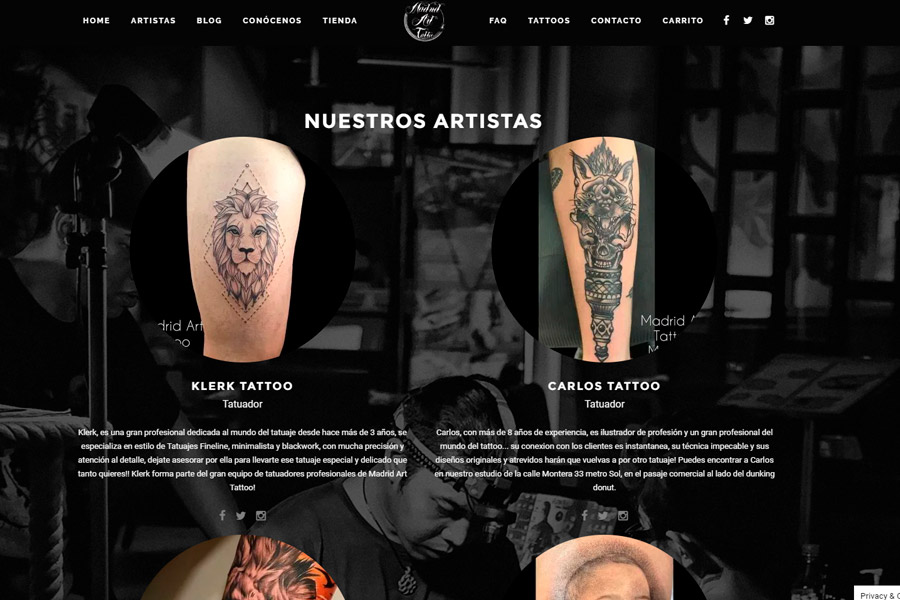 HOME ARTISTAS BLOG CONÓCENOS TIENDA Madrid Art Tattoo FAQ TATTOOS CONTACTO CARRITO
NUESTROS ARTISTAS
drid Art
oo
Madrid A
Tatt
KLERK TATTOO
Tatuador
Klerk, es una gran profesional dedicada al mundo del tatuaje desde hace más de 3 años, se
especializa en estilo de Tatuajes Fineline, minimalista y blackwork, con mucha precisión y
atención al detalle, dejate asesorar por ella para llevarte ese tatuaje especial y delicado que
tanto quieres!! Klerk forma parte del gran equipo de tatuadores profesionales de Madrid Art
Tattoo!
CARLOS TATTOO
Tatuador
Carlos, con más de 8 años de experiencia, es ilustrador de profesión y un gran profesional del
mundo del tattoo... su conexion con los clientes es instantanea, su técnica impecable y sus
diseños originales y atrevidos harán que vuelvas a por otro tatuaje! Puedes encontrar a Carlos
en nuestro estudio de la calle Montera 33 metro Sol, en el pasaje comercial al lado del dunking
donut.
Privacy & C